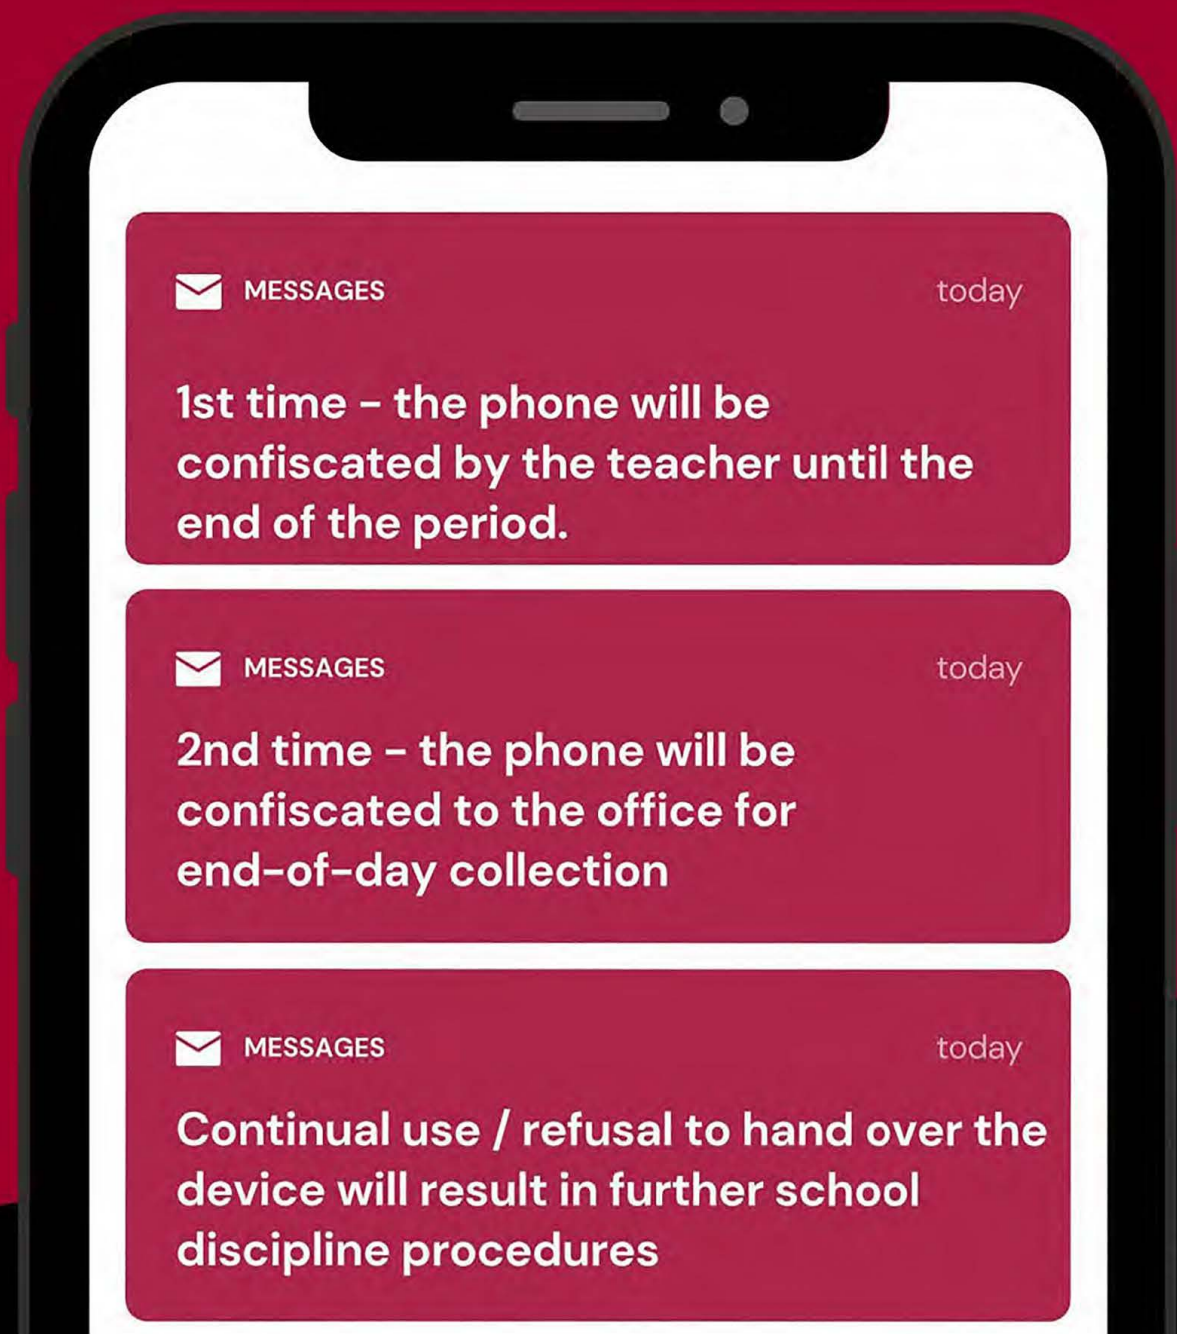 MESSAGES today
1st time – the phone will be
confiscated by the teacher until the
end of the period.
MESSAGES today
2nd time – the phone will be
confiscated to the office for
end-of-day collection
MESSAGES today
Continual use / refusal to hand over the
device will result in further school
discipline procedures